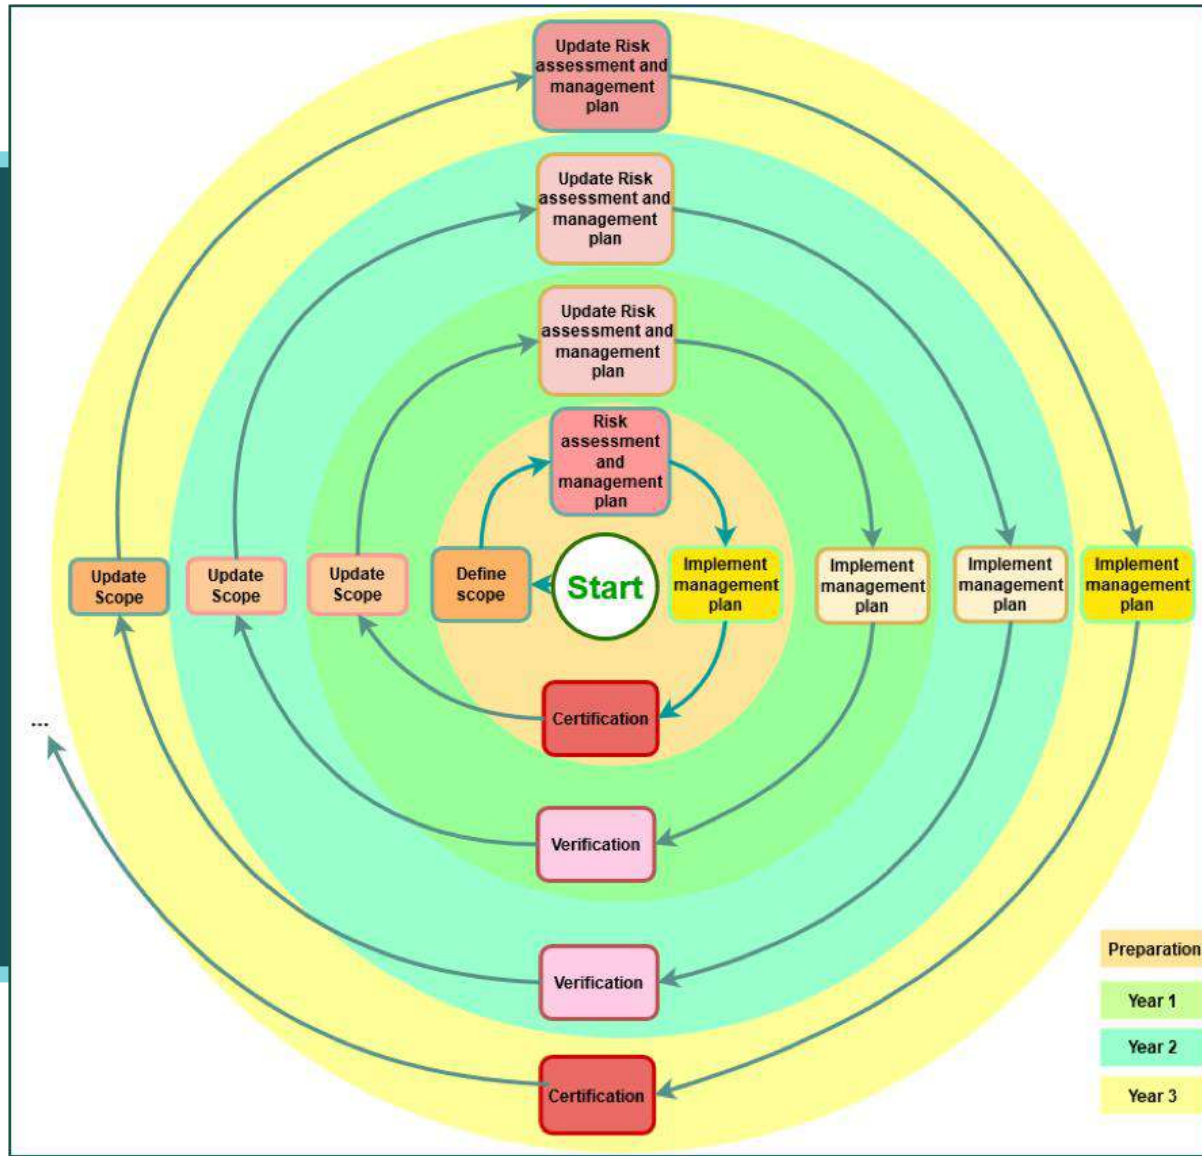 Update Risk
assessment and
management
plan
Update Risk
assessment and
management
plan
Update Risk
assessment and
management
plan
Risk
assessment
and
management
plan
Update
Scope
Update
Scope
Update
Scope
Define
scope
Start
Implement
management
plan
Implement
management
plan
Implement
management
plan
Implement
management
plan
Certification
...
Verification
Verification
Certification
Preparation
Year 1
Year 2
Year 3